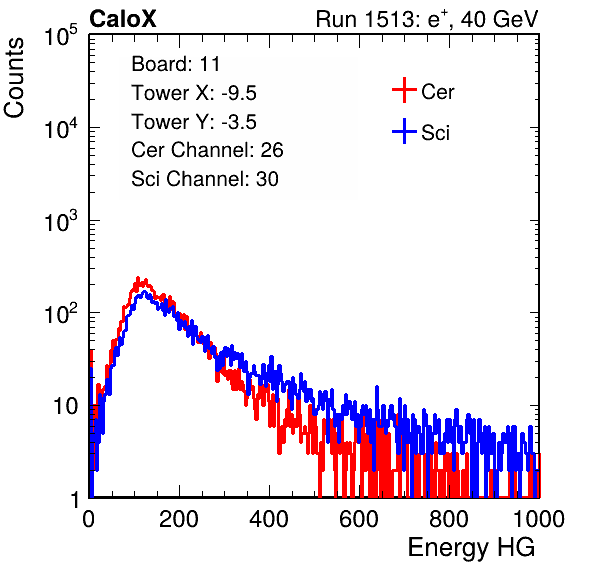 CaloX Run 1513: e⁺, 40 GeV
Counts
10⁵
10⁴
10³
10²
10
1
Board: 11
Tower X: -9.5
Tower Y: -3.5
Cer Channel: 26
Sci Channel: 30
Cer
Sci
0 200 400 600 800 1000
Energy HG